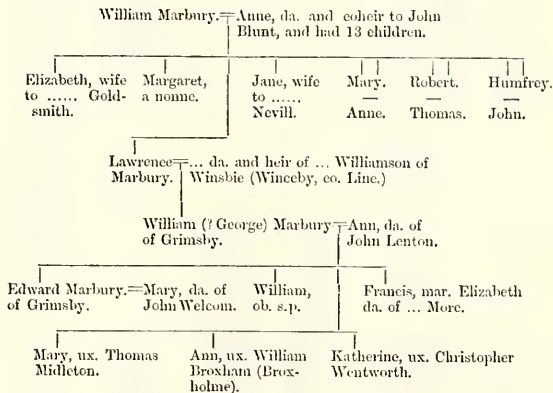 William Marbury.=Anne, da. and coheir to John
Blunt, and had 13 children.
Elizabeth, wife
to ...... Gold-
smith.
Margaret,
a nonne.
Jane, wife
to ......
Nevill.
Mary.
—
Anne.
Robert.
—
Thomas.
Humfrey.
—
John.
Lawrence=... da. and heir of ... Williamson of
Marbury. Winsbie (Winceby, co. Linc.)
William (? George) Marbury=Ann, da. of
of Grimsby. John Lenton.
Edward Marbury.=Mary, da. of
of Grimsby. John Welcom.
William,
ob. s.p.
Francis, mar. Elizabeth
da. of ... More.
Mary, ux. Thomas
Midleton.
Ann, ux. William
Broxham (Brox-
holme).
Katherine, ux. Christopher
Wentworth.